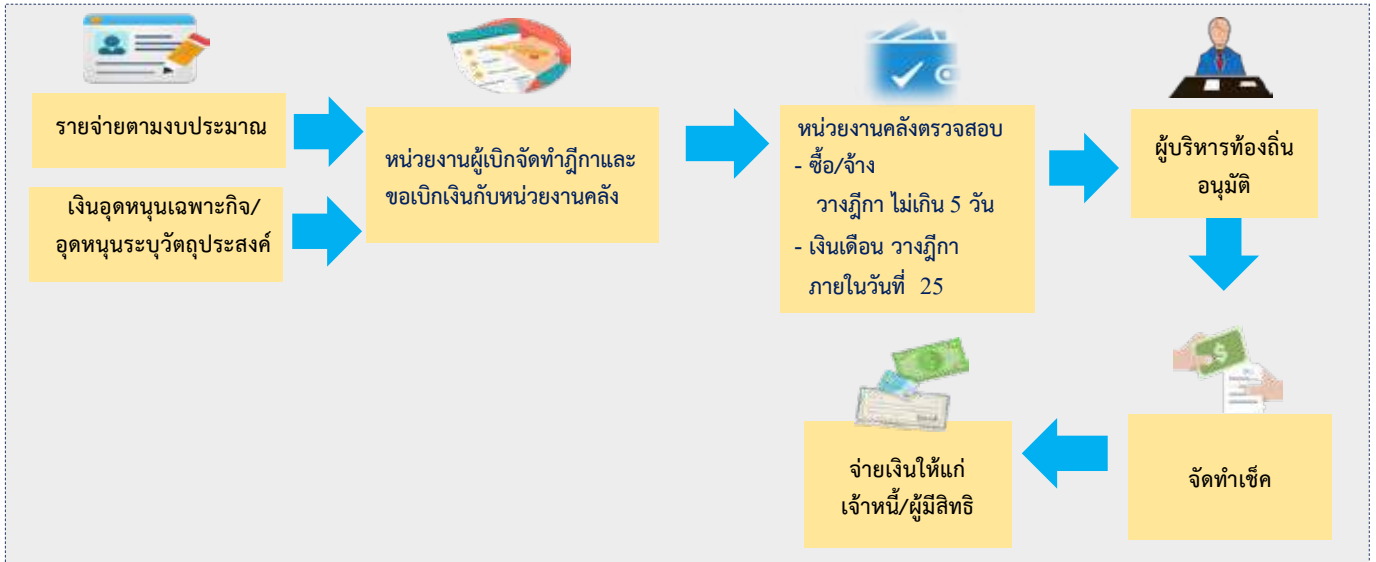 รายจ่ายตามงบประมาณ
เงินอุดหนุนเฉพาะกิจ/
อุดหนุนระบุวัตถุประสงค์
หน่วยงานผู้เบิกจัดทำฎีกาและ
ขอเบิกเงินกับหน่วยงานคลัง
หน่วยงานคลังตรวจสอบ
- ซื้อ/จ้าง
วางฎีกา ไม่เกิน 5 วัน
- เงินเดือน วางฎีกา
ภายในวันที่ 25
ผู้บริหารท้องถิ่น
อนุมัติ
จัดทำเช็ค
จ่ายเงินให้แก่
เจ้าหนี้/ผู้มีสิทธิ